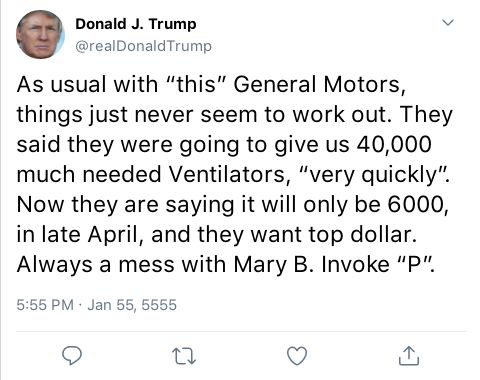 Donald J. Trump
@realDonaldTrump
As usual with “this” General Motors,
things just never seem to work out. They
said they were going to give us 40,000
much needed Ventilators, “very quickly”.
Now they are saying it will only be 6000,
in late April, and they want top dollar.
Always a mess with Mary B. Invoke “P”.
5:55 PM · Jan 55, 5555